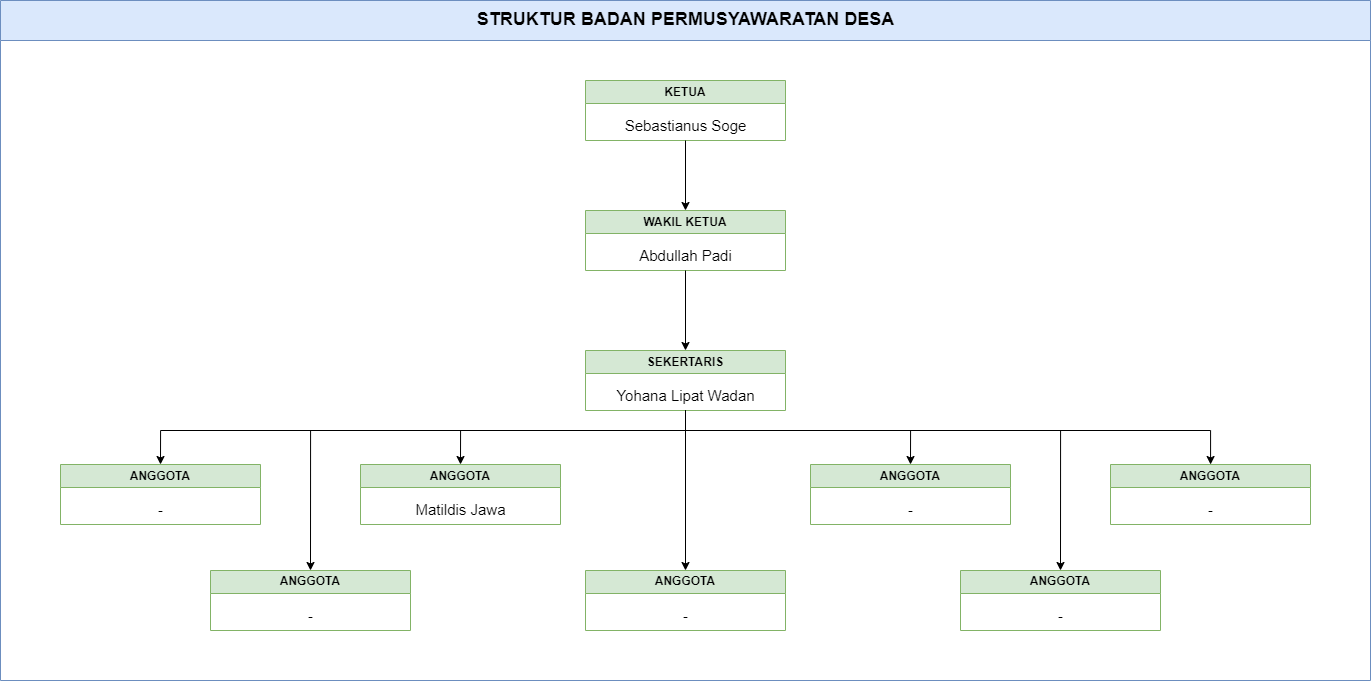 STRUKTUR BADAN PERMUSYAWARATAN DESA
KETUA
Sebastianus Soge
WAKIL KETUA
Abdullah Padi
SEKERTARIS
Yohana Lipat Wadan
ANGGOTA
-
ANGGOTA
Matildis Jawa
ANGGOTA
-
ANGGOTA
-
ANGGOTA
-
ANGGOTA
-
ANGGOTA
-